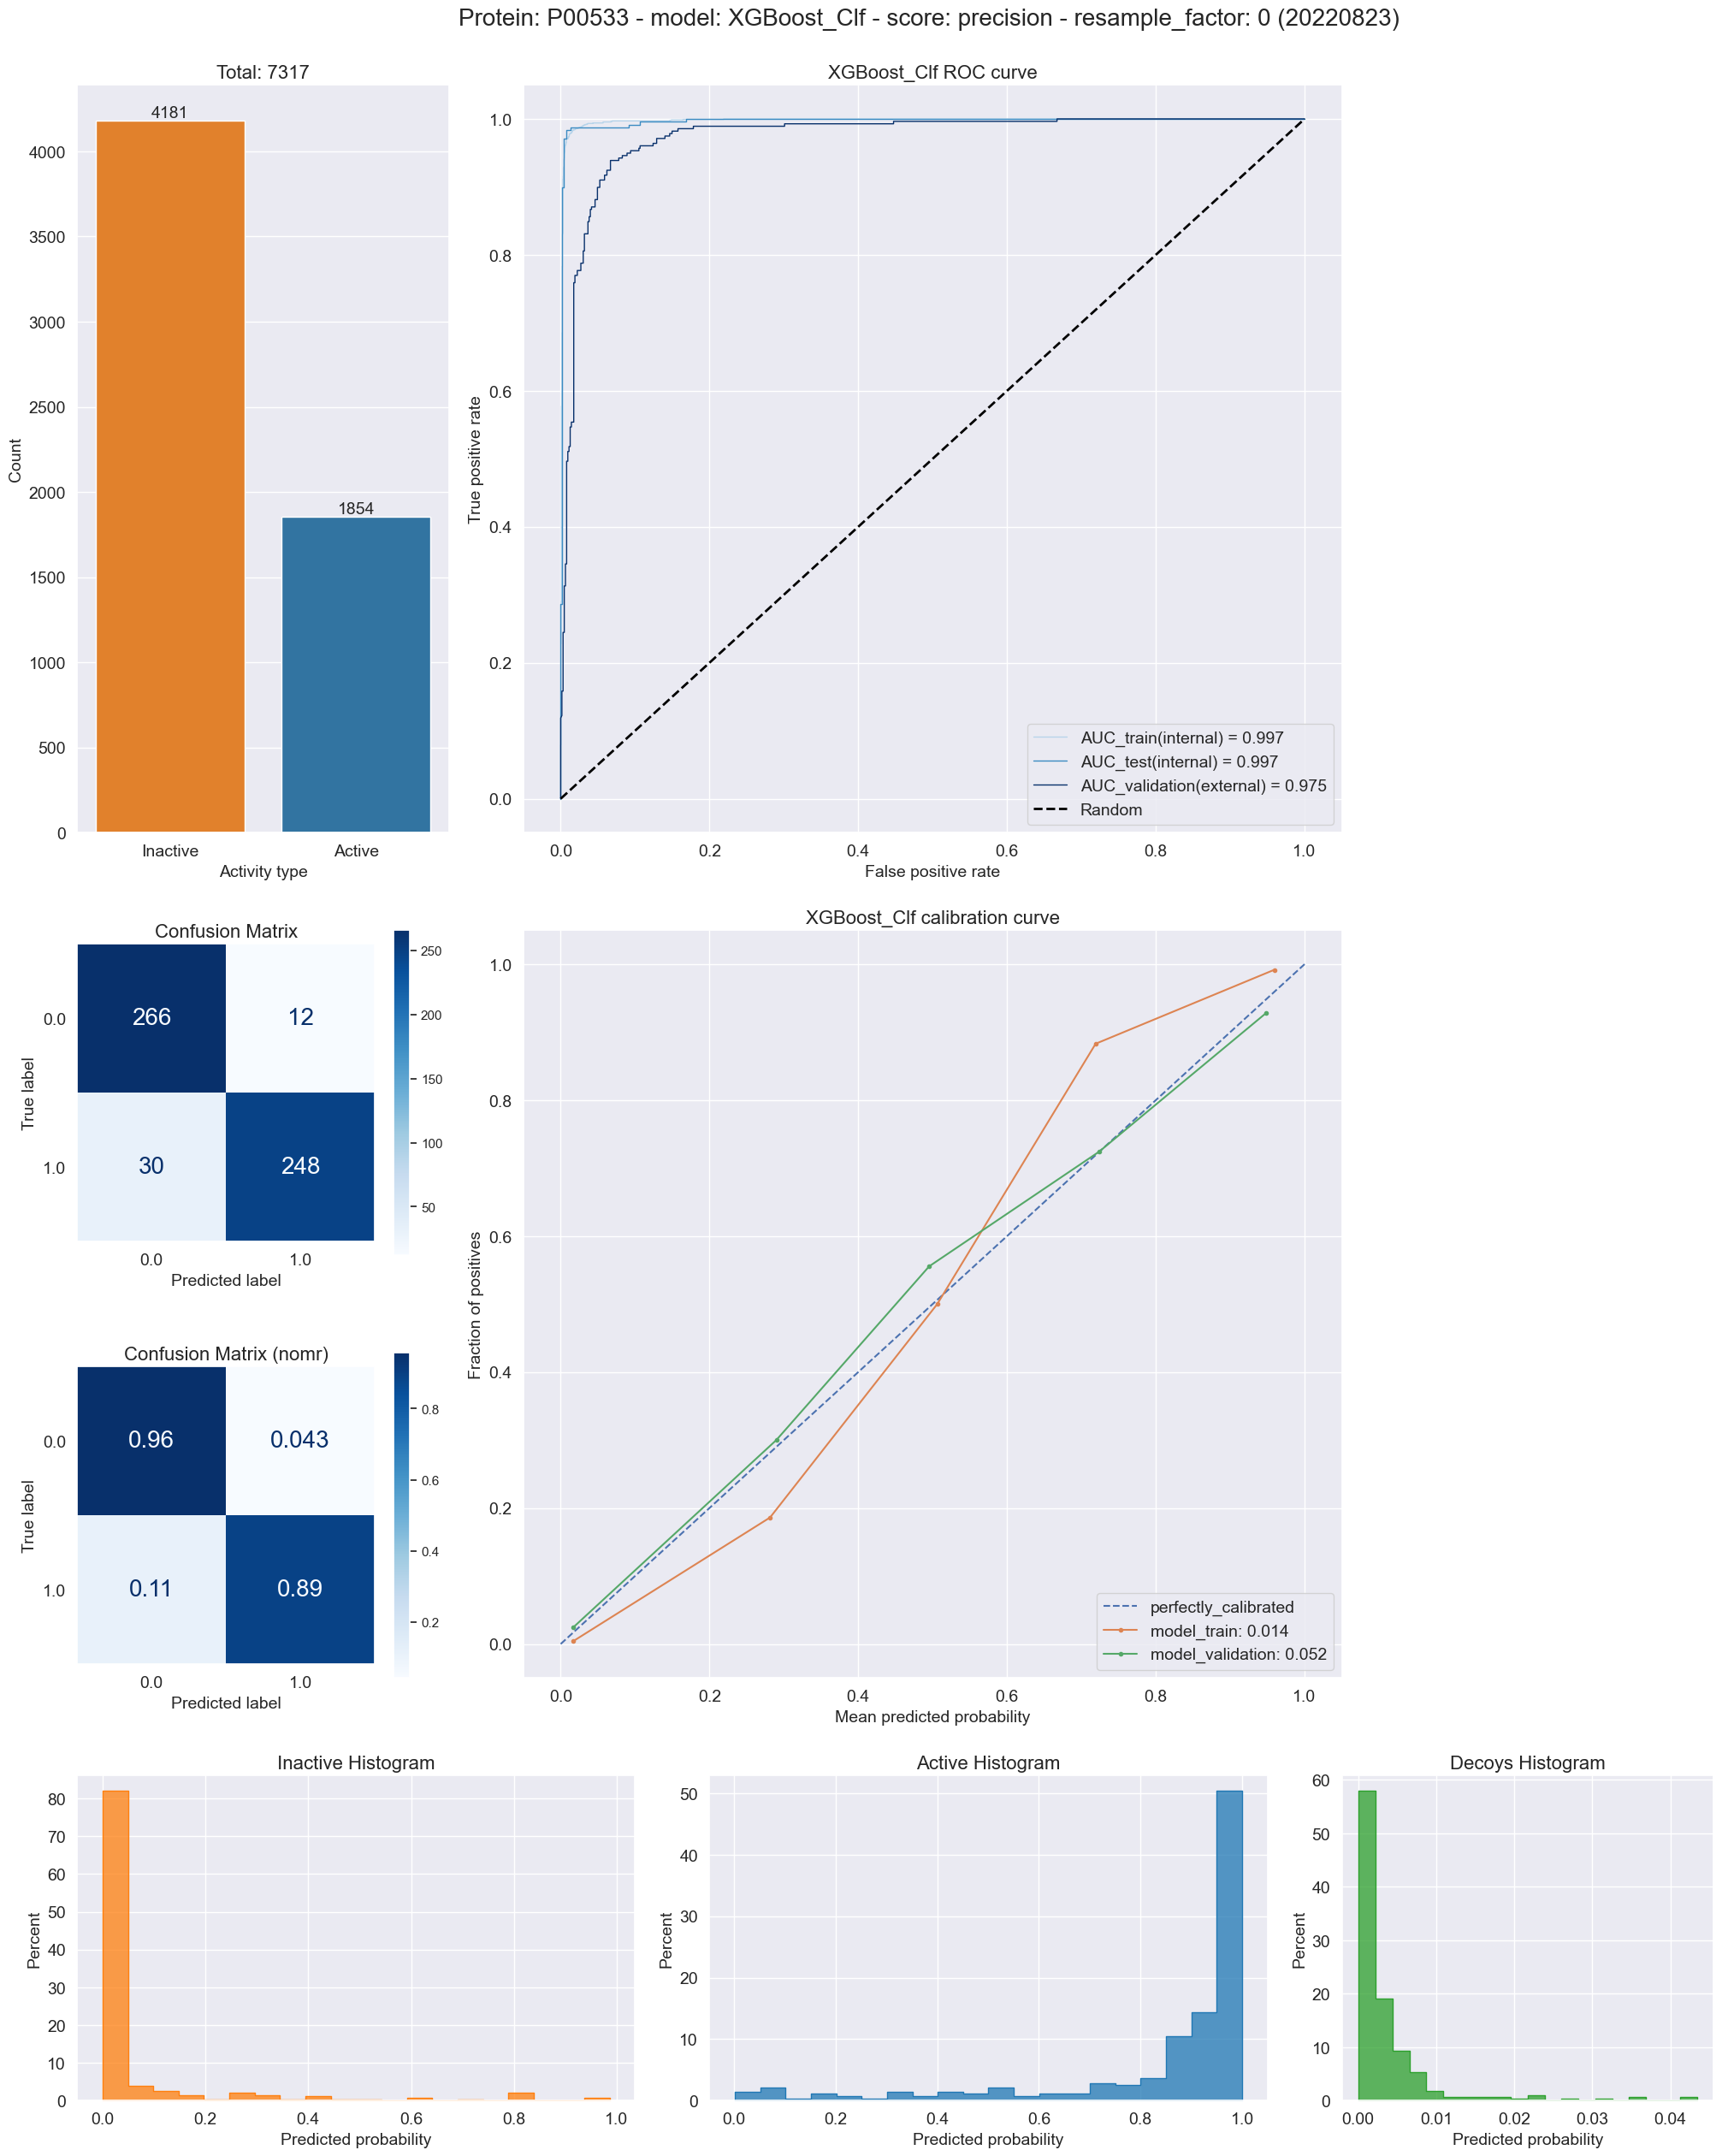 Protein: P00533 - model: XGBoost_Clf - score: precision - resample_factor: 0 (20220823)
Total: 7317
4181
1854
4000
3500
3000
2500
2000
1500
1000
500
0
Count
Inactive
Active
Activity type
XGBoost_Clf ROC curve
1.0
0.8
0.6
0.4
0.2
0.0
True positive rate
AUC_train(internal) = 0.997
AUC_test(internal) = 0.997
AUC_validation(external) = 0.975
Random
0.0 0.2 0.4 0.6 0.8 1.0
False positive rate
Confusion Matrix
266 12
30 248
0.0
1.0
True label
0.0 1.0
Predicted label
250
200
150
100
50
Confusion Matrix (nomr)
0.96 0.043
0.11 0.89
0.0
1.0
True label
0.0 1.0
Predicted label
0.8
0.6
0.4
0.2
XGBoost_Clf calibration curve
1.0
0.8
0.6
0.4
0.2
0.0
Fraction of positives
perfectly_calibrated
model_train: 0.014
model_validation: 0.052
0.0 0.2 0.4 0.6 0.8 1.0
Mean predicted probability
Inactive Histogram
80
70
60
50
40
30
20
10
0
Percent
0.0 0.2 0.4 0.6 0.8 1.0
Predicted probability
Active Histogram
50
40
30
20
10
0
Percent
0.0 0.2 0.4 0.6 0.8 1.0
Predicted probability
Decoys Histogram
60
50
40
30
20
10
0
Percent
0.00 0.01 0.02 0.03 0.04
Predicted probability